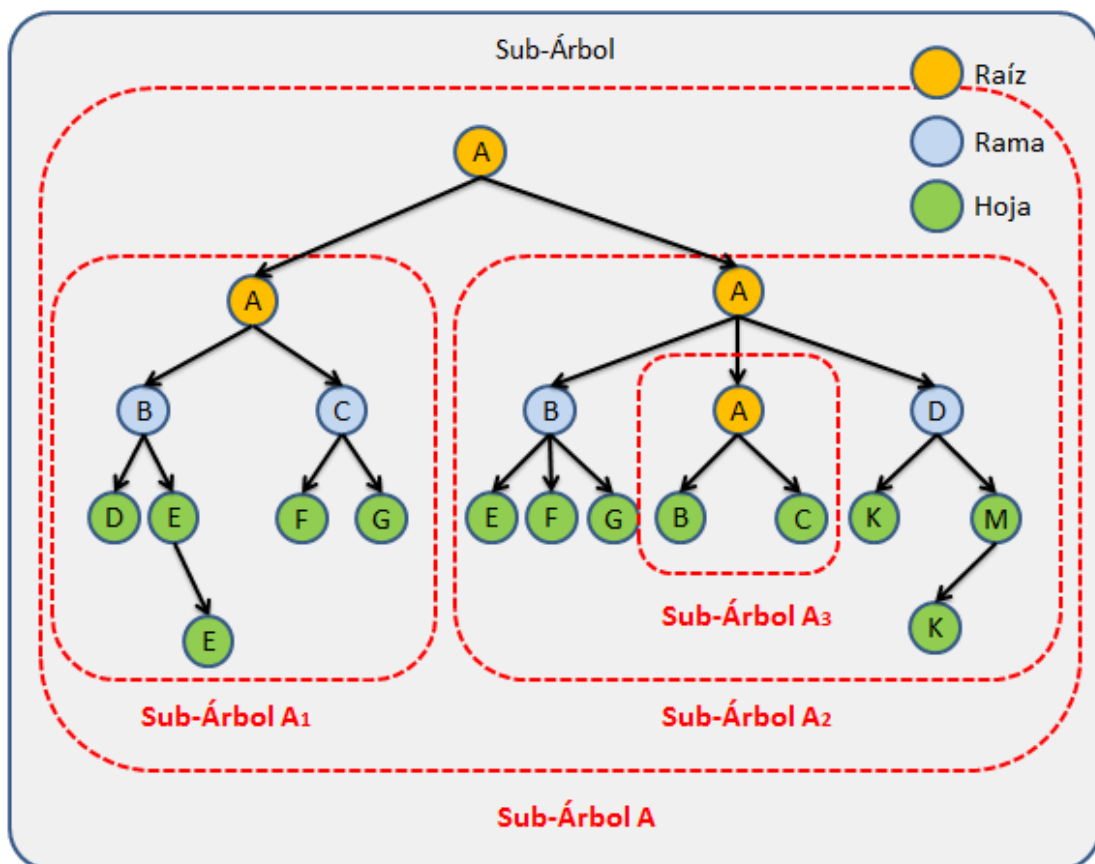 Sub-Árbol
Raíz
Rama
Hoja
A
A
A
B
C
B
A
D
D
E
F
G
E
F
G
B
C
K
M
E
K
Sub-Árbol A₃
Sub-Árbol A₁
Sub-Árbol A₂
Sub-Árbol A